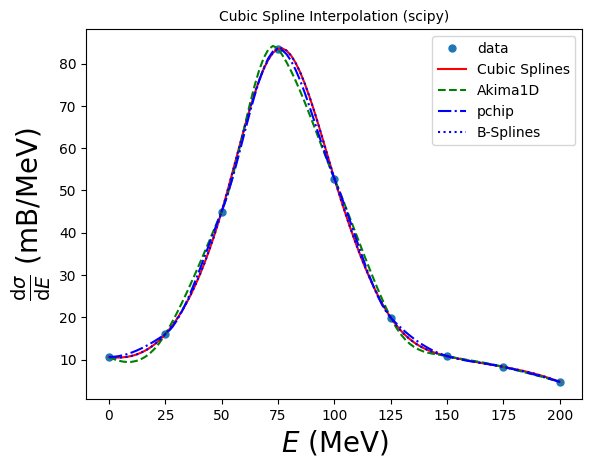 Cubic Spline Interpolation (scipy)
data
Cubic Splines
Akima1D
pchip
B-Splines
80
70
60
50
40
30
20
10
dσ/dE (mB/MeV)
0 25 50 75 100 125 150 175 200
E (MeV)